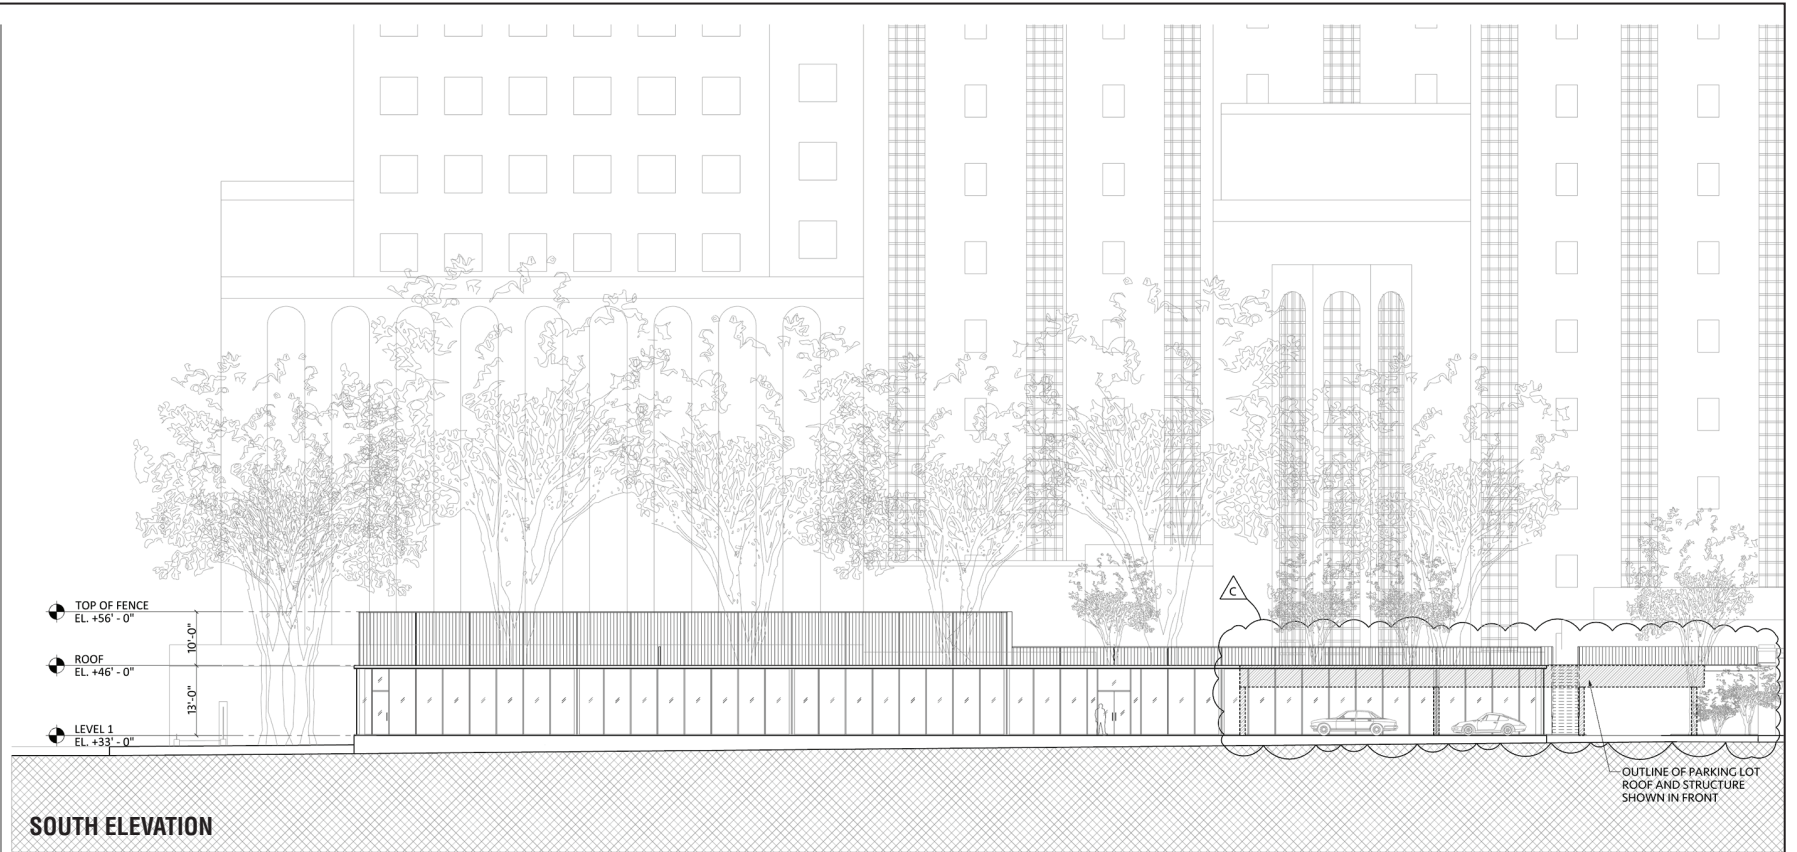 C
TOP OF FENCE
EL. +56' - 0"
10'-0"
ROOF
EL. +46' - 0"
13'-0"
LEVEL 1
EL. +33' - 0"
OUTLINE OF PARKING LOT
ROOF AND STRUCTURE
SHOWN IN FRONT
SOUTH ELEVATION